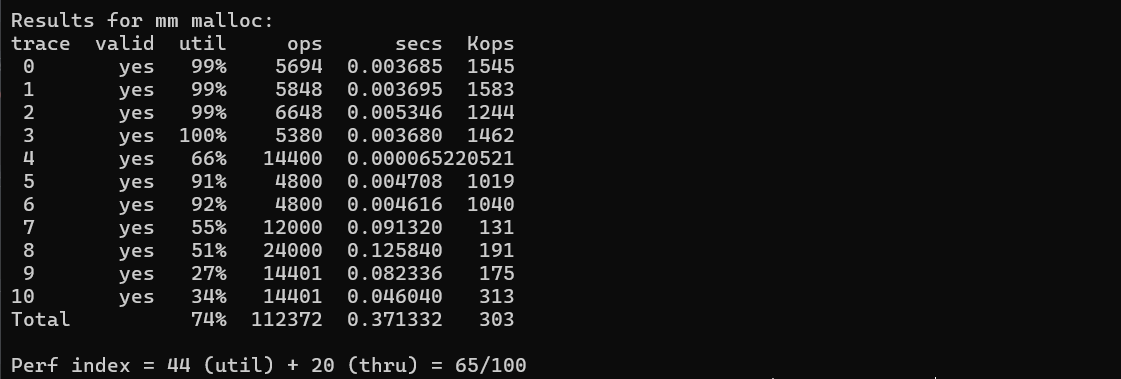 Results for mm malloc:
trace  valid  util     ops      secs  Kops
 0       yes   99%    5694  0.003685  1545
 1       yes   99%    5848  0.003695  1583
 2       yes   99%    6648  0.005346  1244
 3       yes  100%    5380  0.003680  1462
 4       yes   66%   14400  0.000065220521
 5       yes   91%    4800  0.004708  1019
 6       yes   92%    4800  0.004616  1040
 7       yes   55%   12000  0.091320   131
 8       yes   51%   24000  0.125840   191
 9       yes   27%   14401  0.082336   175
10       yes   34%   14401  0.046040   313
Total          74%  112372  0.371332   303
Perf index = 44 (util) + 20 (thru) = 65/100